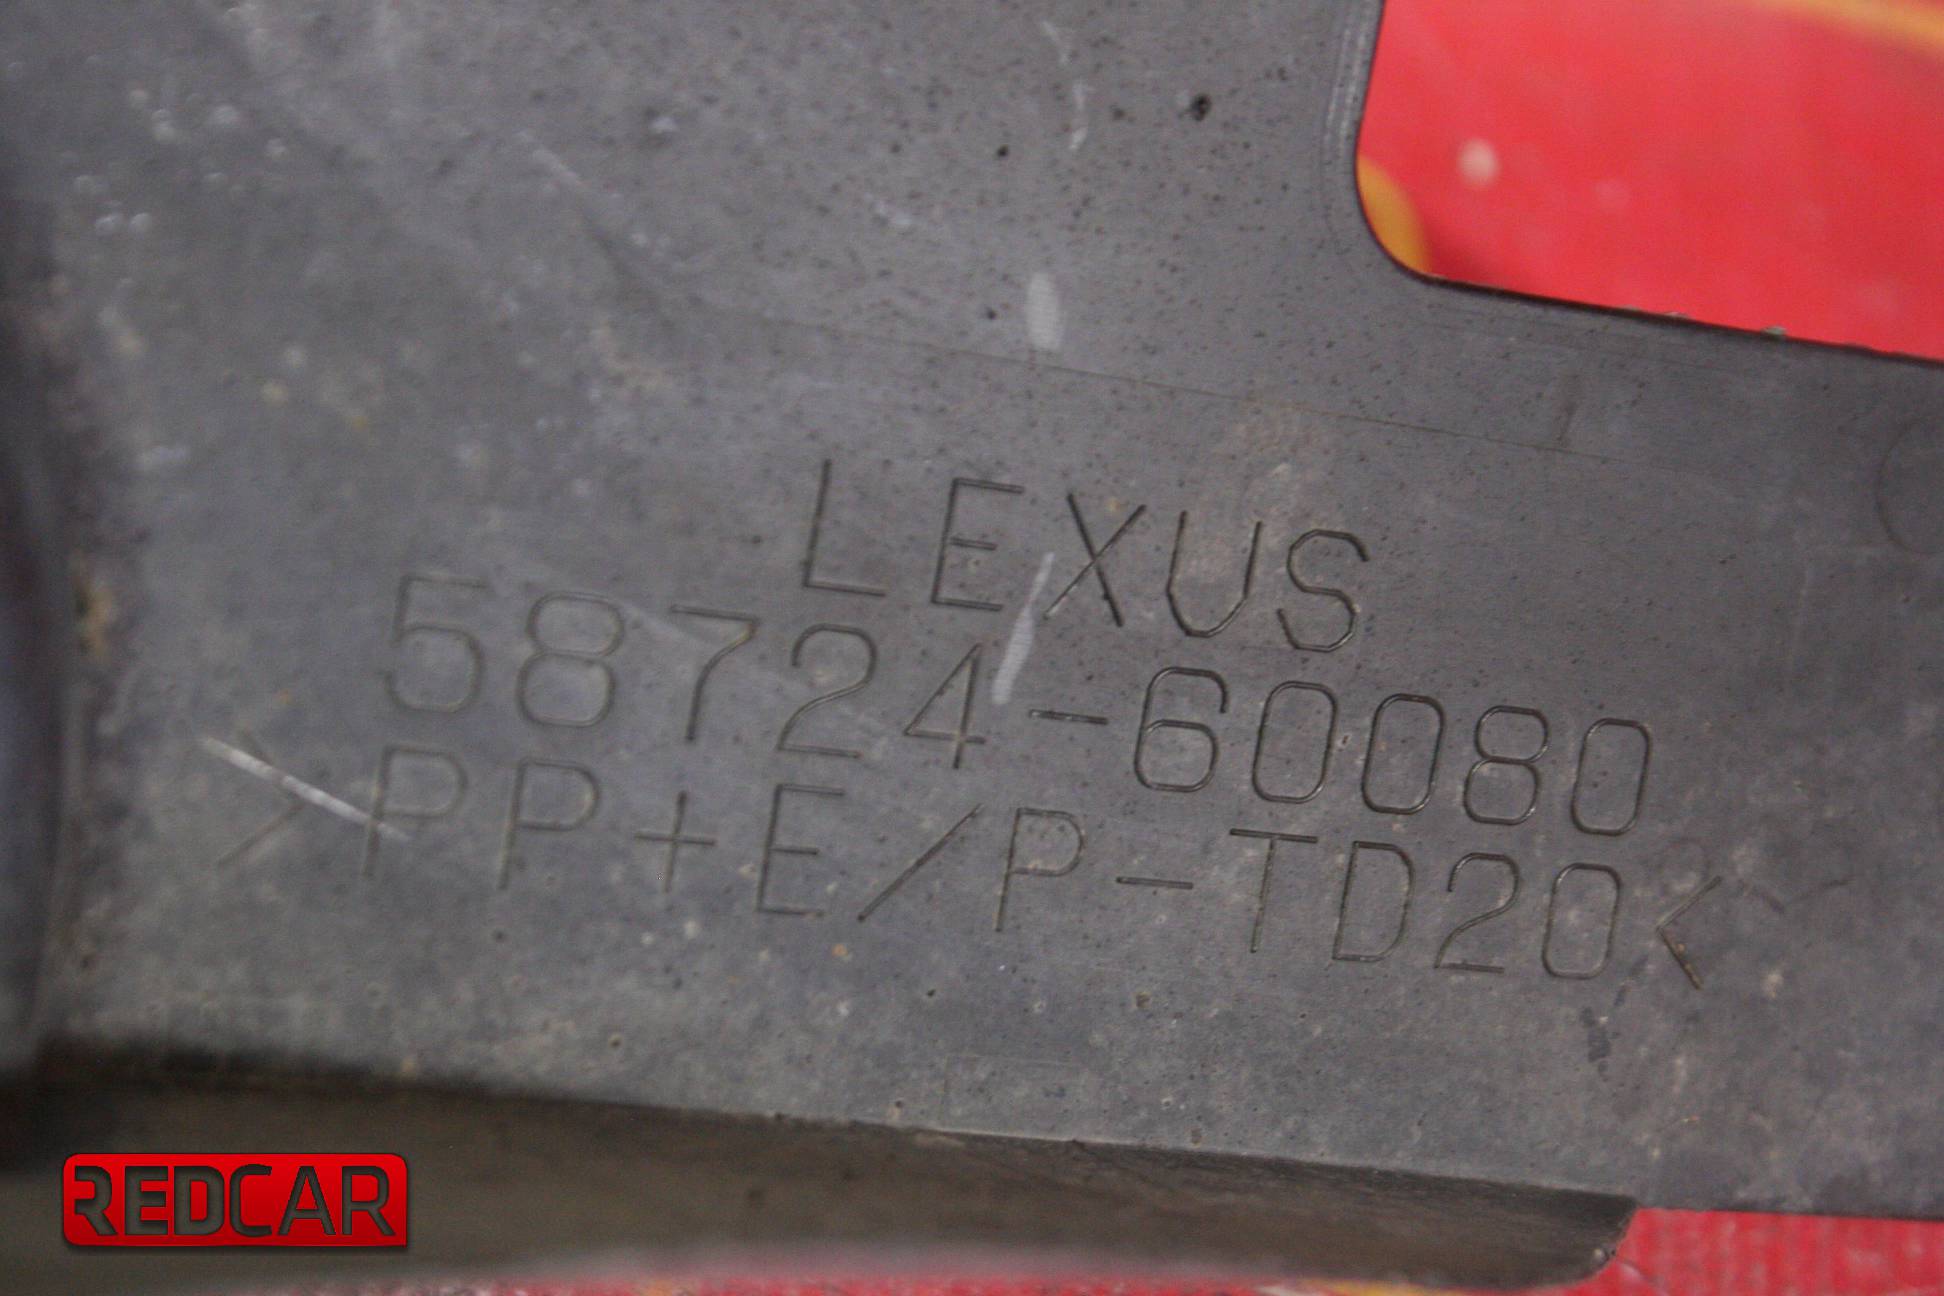 LEXUS
58724-60080
>PP+E/P-TD20<
REDCAR